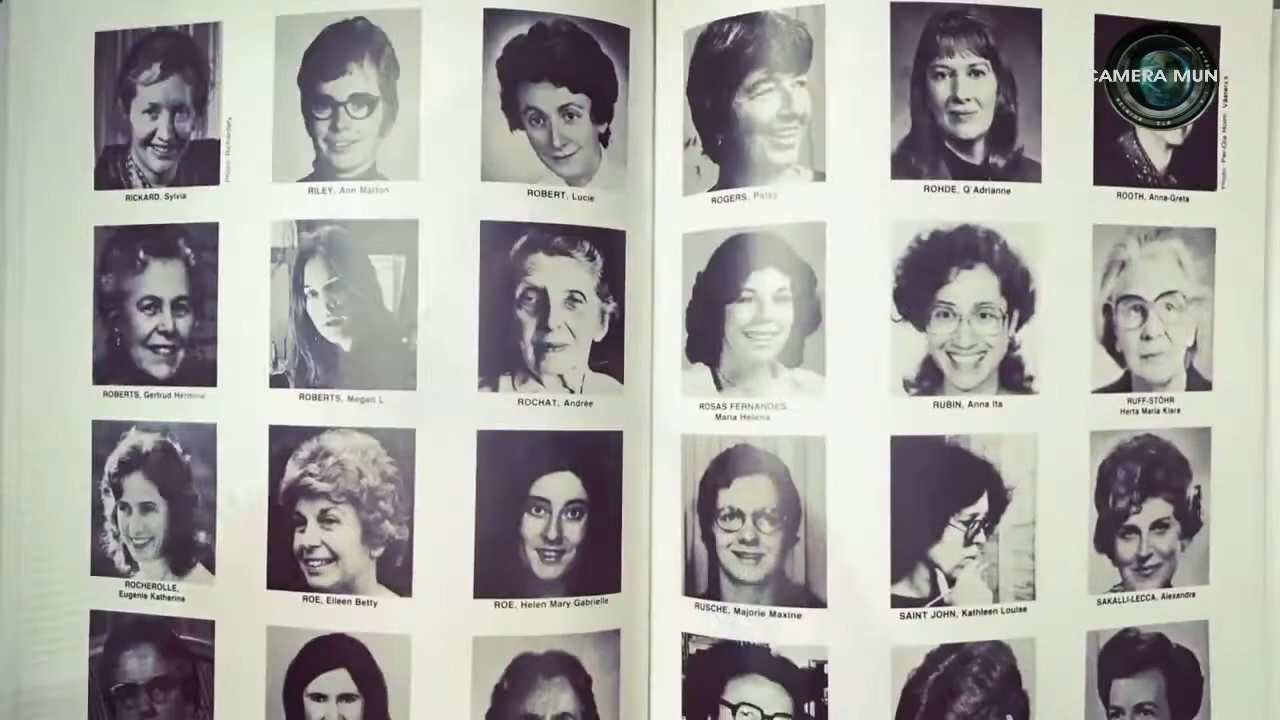 CAMERA MUN
RICKARD, Sylvia
RILEY, Ann Marion
ROBERT, Lucie
ROGERS, Patsy
ROHDE, Q'Adrianne
ROOTH, Anna-Greta
ROBERTS, Gertrud Hermine
ROBERTS, Megan L
ROCHAT, Andrée
ROSAS FERNANDES,
Maria Helena
RUBIN, Anna Ita
RUFF-STÖHR
Herta Maria Klara
ROCHEROLLE,
Eugenie Katherine
ROE, Eileen Betty
ROE, Helen Mary Gabrielle
RUSCHE, Majorie Maxine
SAINT JOHN, Kathleen Louise
SAKALLI-LECCA, Alexandra